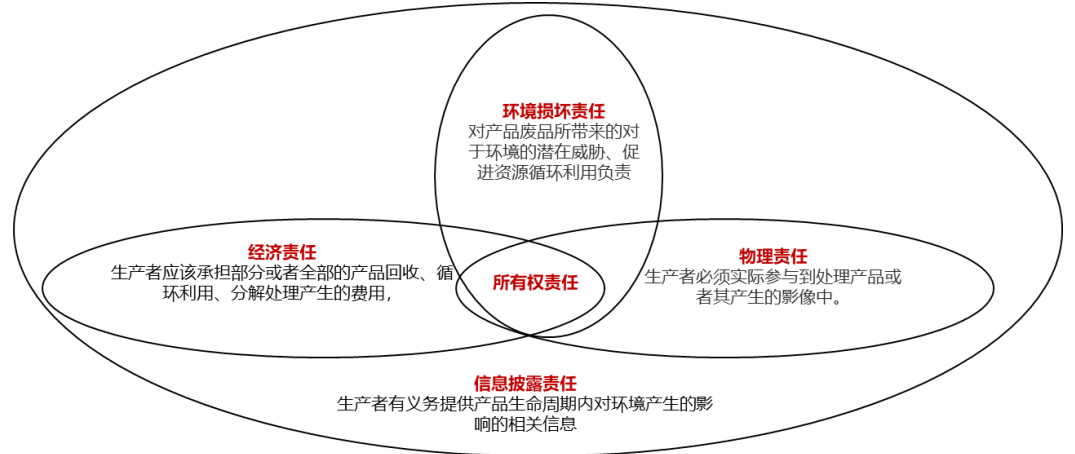 环境损坏责任
对产品废品所带来的对
于环境的潜在威胁、促
进资源循环利用负责
经济责任
生产者应该承担部分或者全部的产品回收、循
环利用、分解处理产生的费用，
所有权责任
物理责任
生产者必须实际参与到处理产品或
者其产生的影像中。
信息披露责任
生产者有义务提供产品生命周期内对环境产生的影
响的相关信息